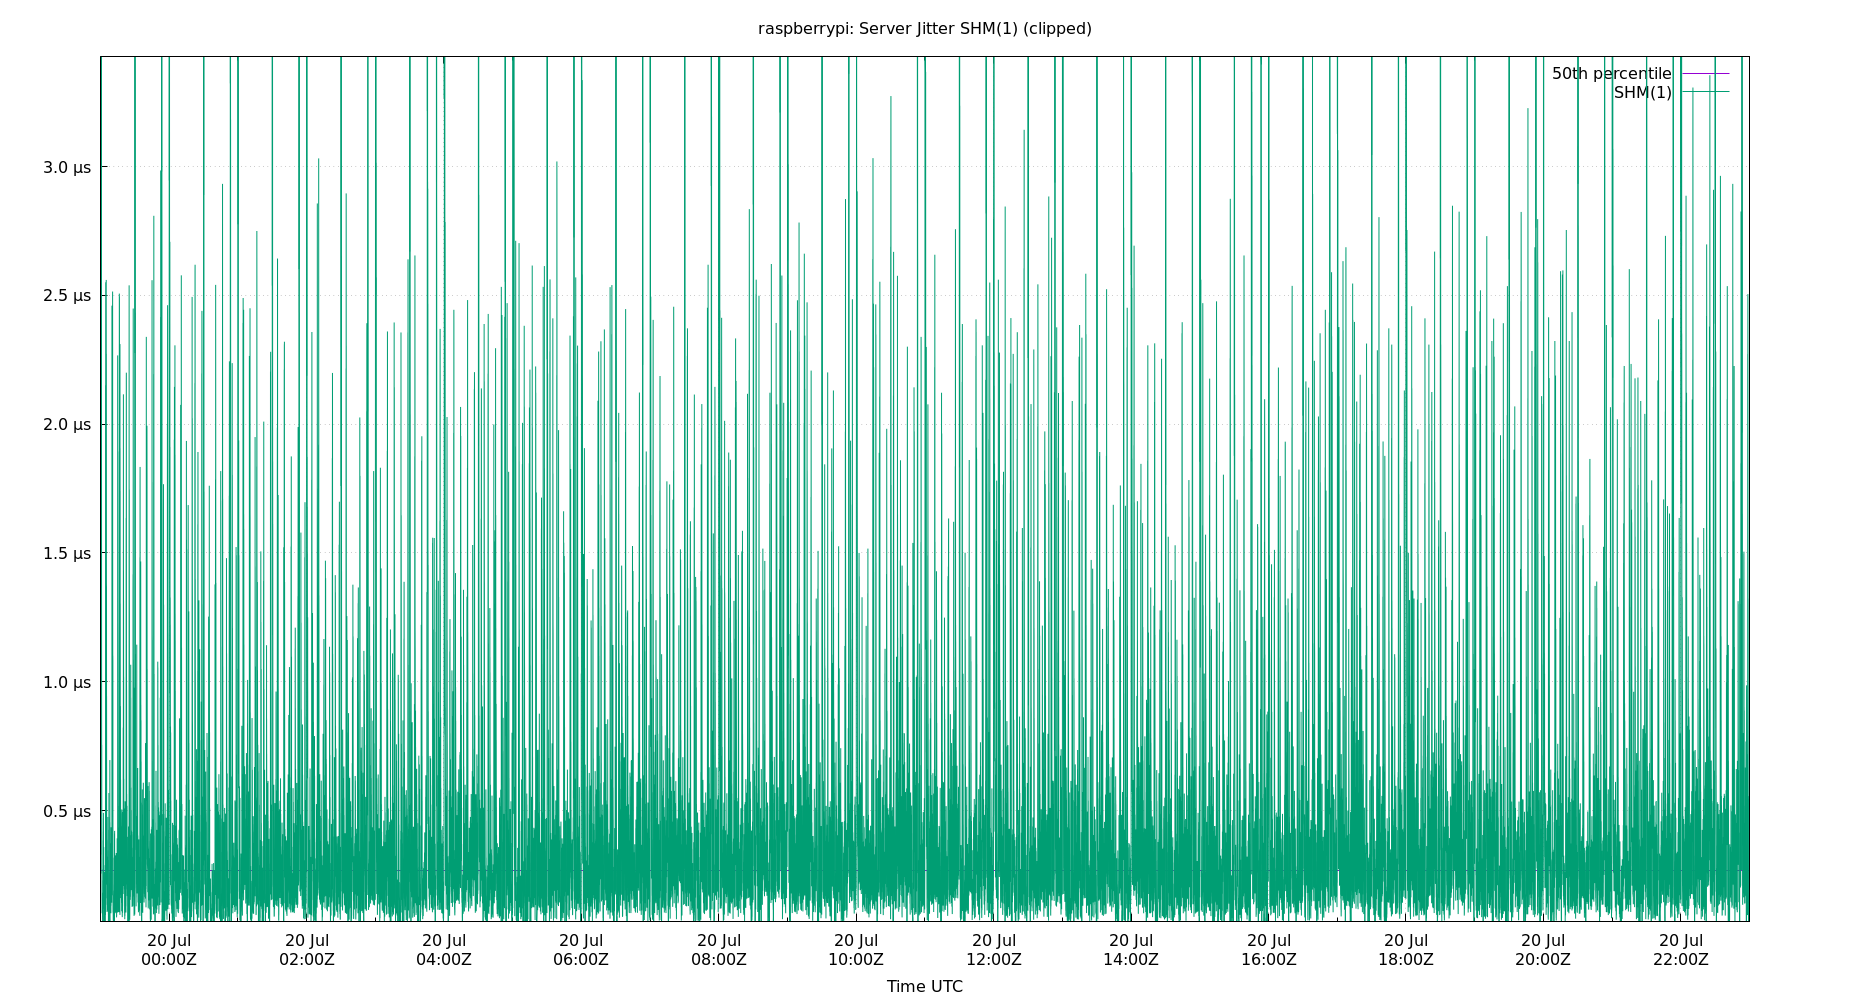 raspberrypi: Server Jitter SHM(1) (clipped)
50th percentile
SHM(1)
3.0 µs
2.5 µs
2.0 µs
1.5 µs
1.0 µs
0.5 µs
20 Jul 20 Jul 20 Jul 20 Jul 20 Jul 20 Jul 20 Jul 20 Jul 20 Jul 20 Jul 20 Jul 20 Jul
00:00Z 02:00Z 04:00Z 06:00Z 08:00Z 10:00Z 12:00Z 14:00Z 16:00Z 18:00Z 20:00Z 22:00Z
Time UTC